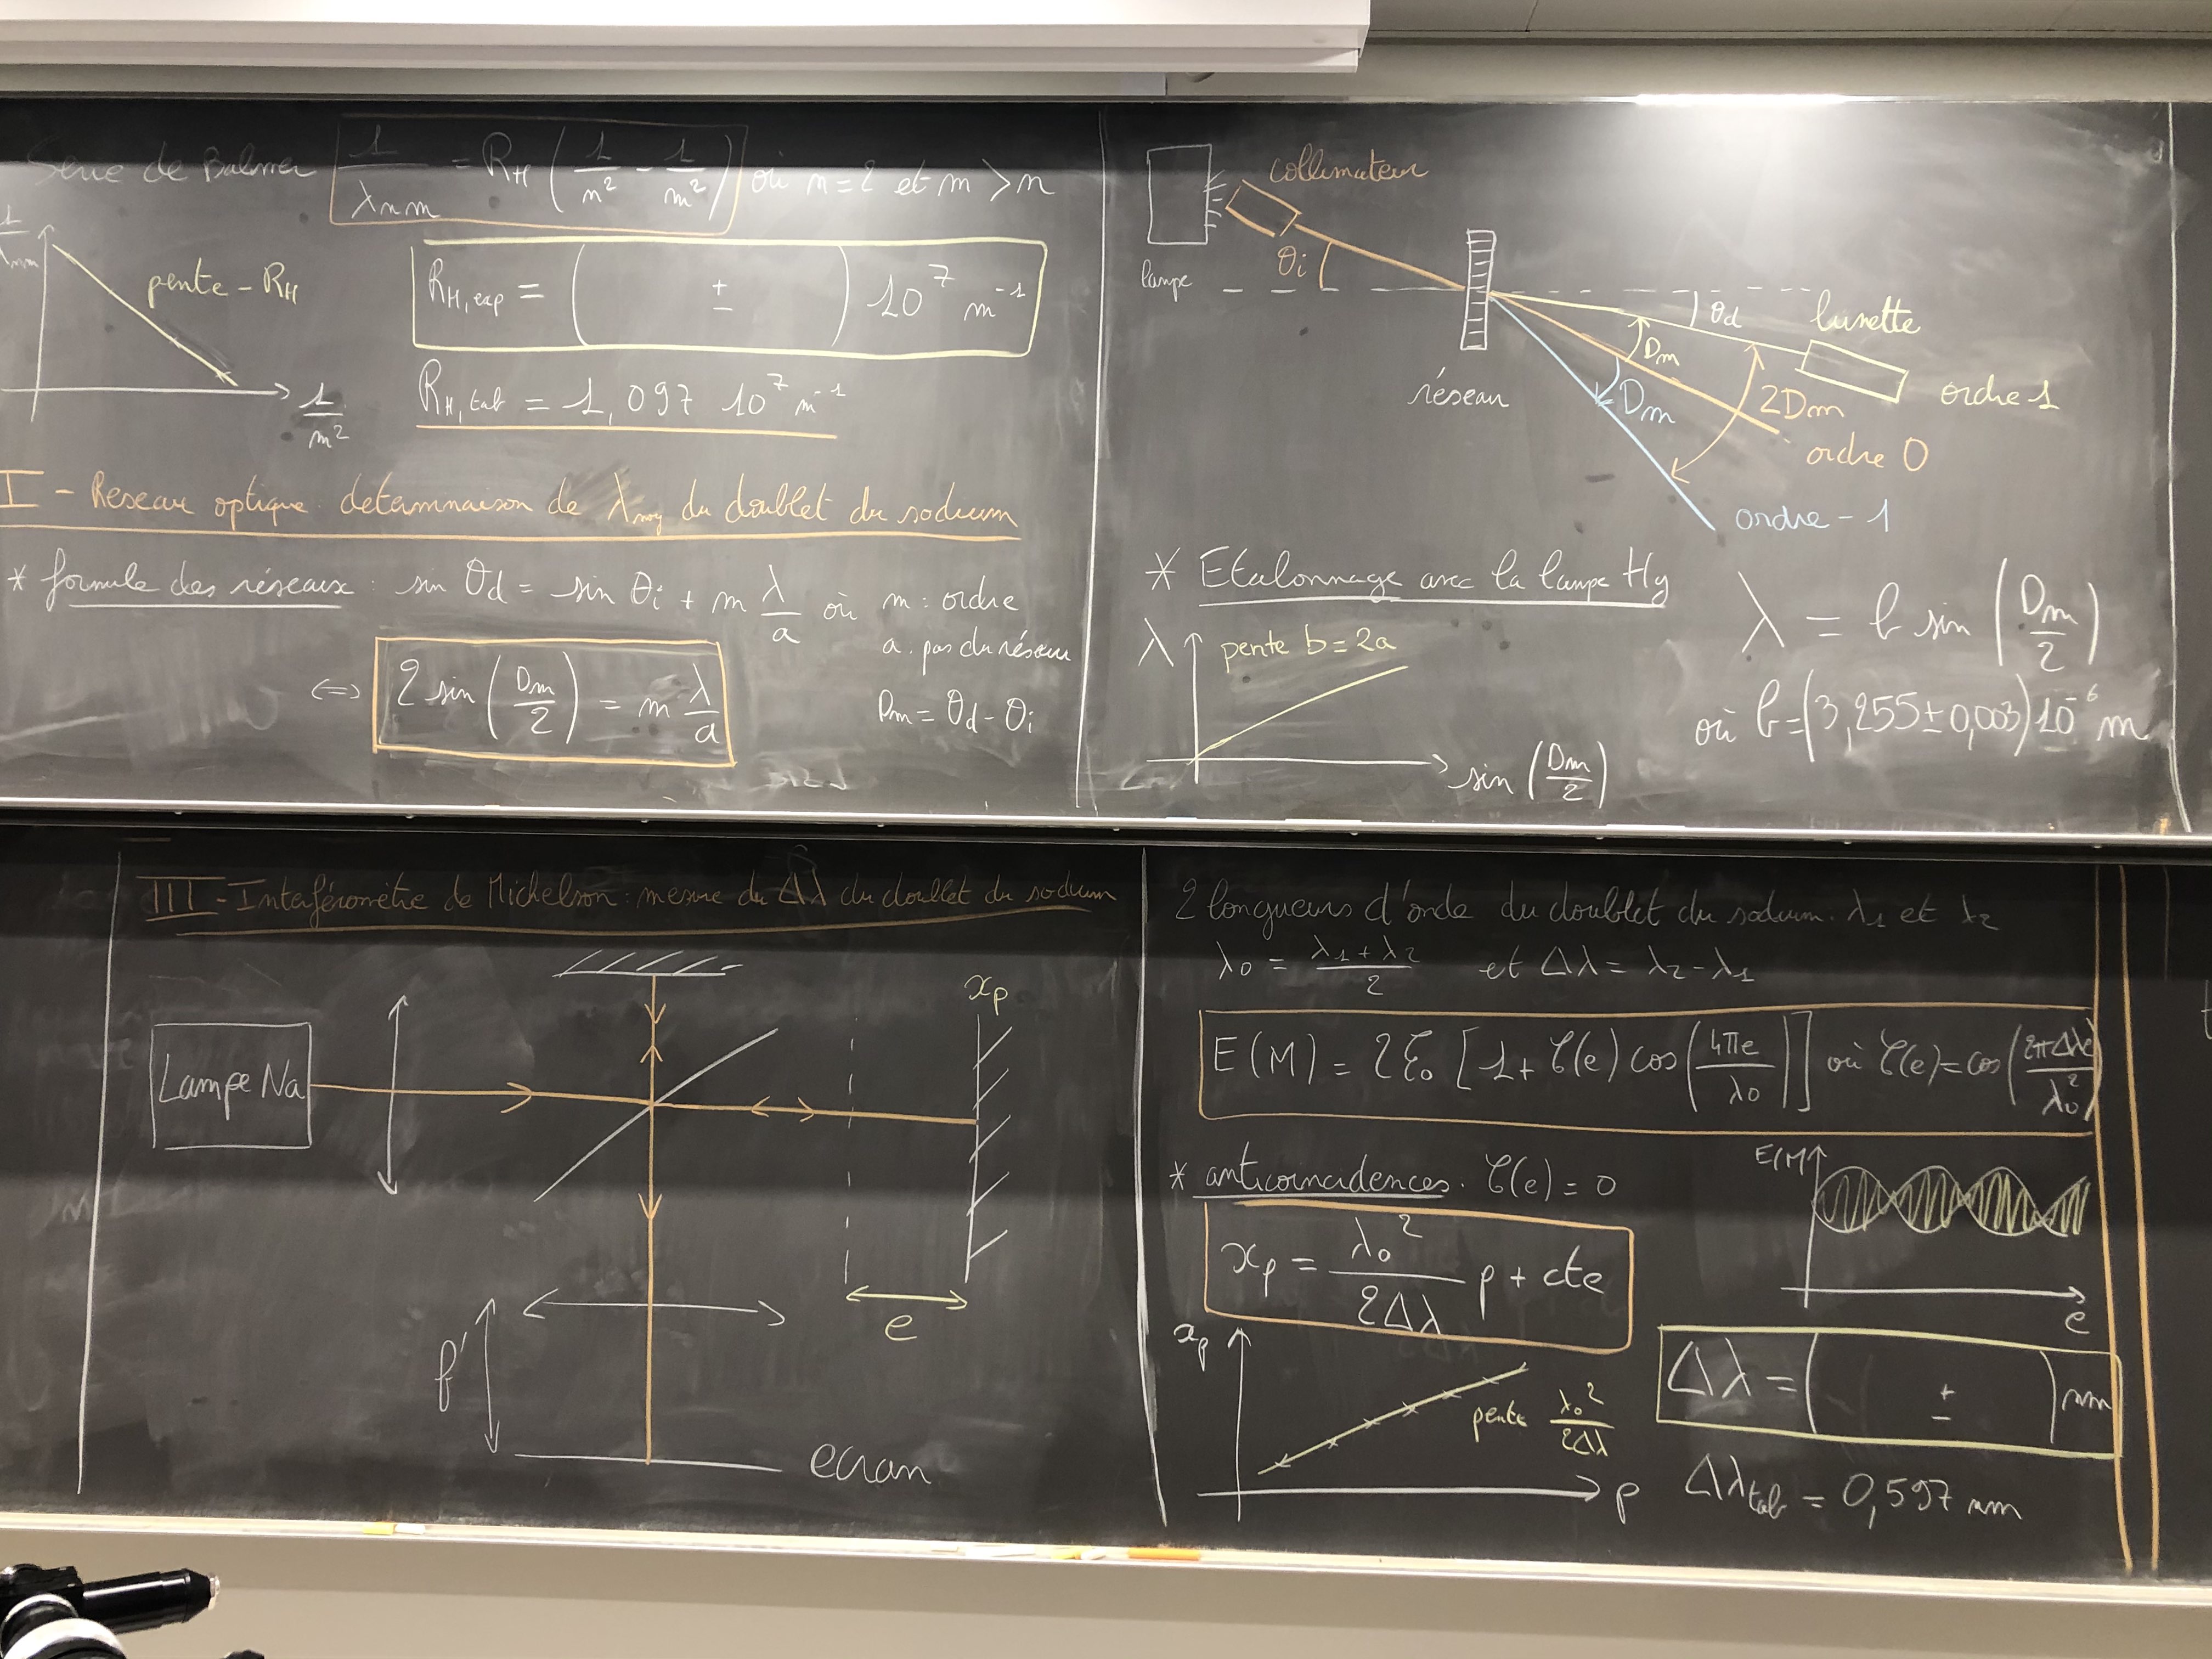 Série de Balmer 1/λnm = RH (1/n² - 1/m²) où n=2 et m > n
1/λnm
pente - RH
1/m²
RH,exp = ( ± ) 10⁷ m⁻¹
RH,tab = 1,097 10⁷ m⁻¹
I - Reseau optique determnaison de λmoy du doublet du sodium
* formule des réseaux : sin θd = sin θi + m λ/a où m : ordre
a. pas du réseau
⇔ 2 sin (Dm/2) = m λ/a
Dm = θd - θi
lampe
collimateur
θi
réseau
θd
lunette
Dm
Dm
2Dm
ordre 1
ordre 0
ordre - 1
* Etalonnage avec la lampe Hg
λ
pente b = 2a
sin (Dm/2)
λ = b sin (Dm/2)
où b = (3,255 ± 0,003) 10⁻⁶ m
III - Interféromètre de Michelson : mesure du Δλ du doublet du sodium
Lampe Na
xp
e
f'
ecran
2 longueurs d'onde du doublet du sodium. λ1 et λ2
λ0 = (λ1 + λ2)/2 et Δλ = λ2 - λ1
E(M) = 2ℰ0 [1 + 𝒞(e) cos (4πe/λ0)] où 𝒞(e) = cos (2πΔλe/λ0²)
* anticoincidences. 𝒞(e) = 0
E(M)
e
xp = λ0²/2Δλ p + cte
xp
pente λ0²/2Δλ
p
Δλ = ( ± ) nm
Δλtab = 0,597 nm